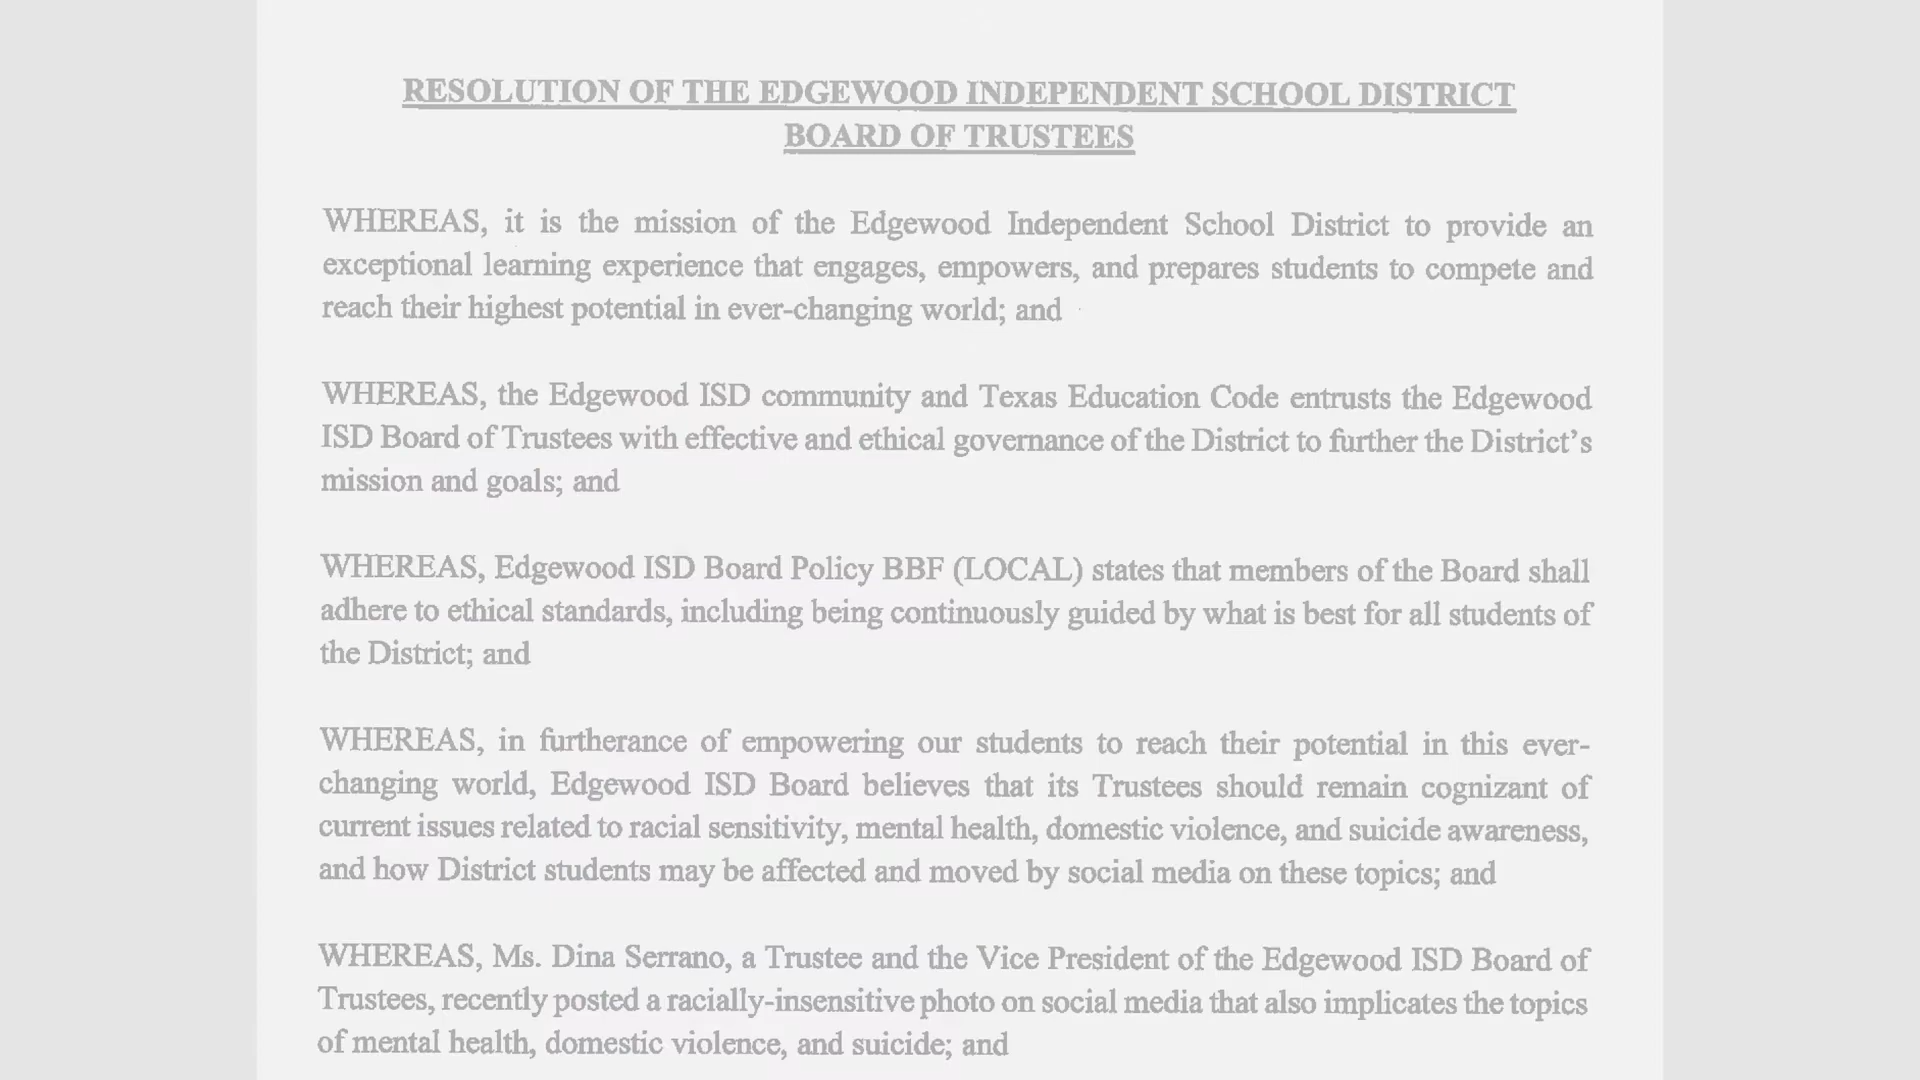 RESOLUTION OF THE EDGEWOOD INDEPENDENT SCHOOL DISTRICT
BOARD OF TRUSTEES
WHEREAS, it is the mission of the Edgewood Independent School District to provide an
exceptional learning experience that engages, empowers, and prepares students to compete and
reach their highest potential in ever-changing world; and
WHEREAS, the Edgewood ISD community and Texas Education Code entrusts the Edgewood
ISD Board of Trustees with effective and ethical governance of the District to further the District's
mission and goals; and
WHEREAS, Edgewood ISD Board Policy BBF (LOCAL) states that members of the Board shall
adhere to ethical standards, including being continuously guided by what is best for all students of
the District; and
WHEREAS, in furtherance of empowering our students to reach their potential in this ever-
changing world, Edgewood ISD Board believes that its Trustees should remain cognizant of
current issues related to racial sensitivity, mental health, domestic violence, and suicide awareness,
and how District students may be affected and moved by social media on these topics; and
WHEREAS, Ms. Dina Serrano, a Trustee and the Vice President of the Edgewood ISD Board of
Trustees, recently posted a racially-insensitive photo on social media that also implicates the topics
of mental health, domestic violence, and suicide; and